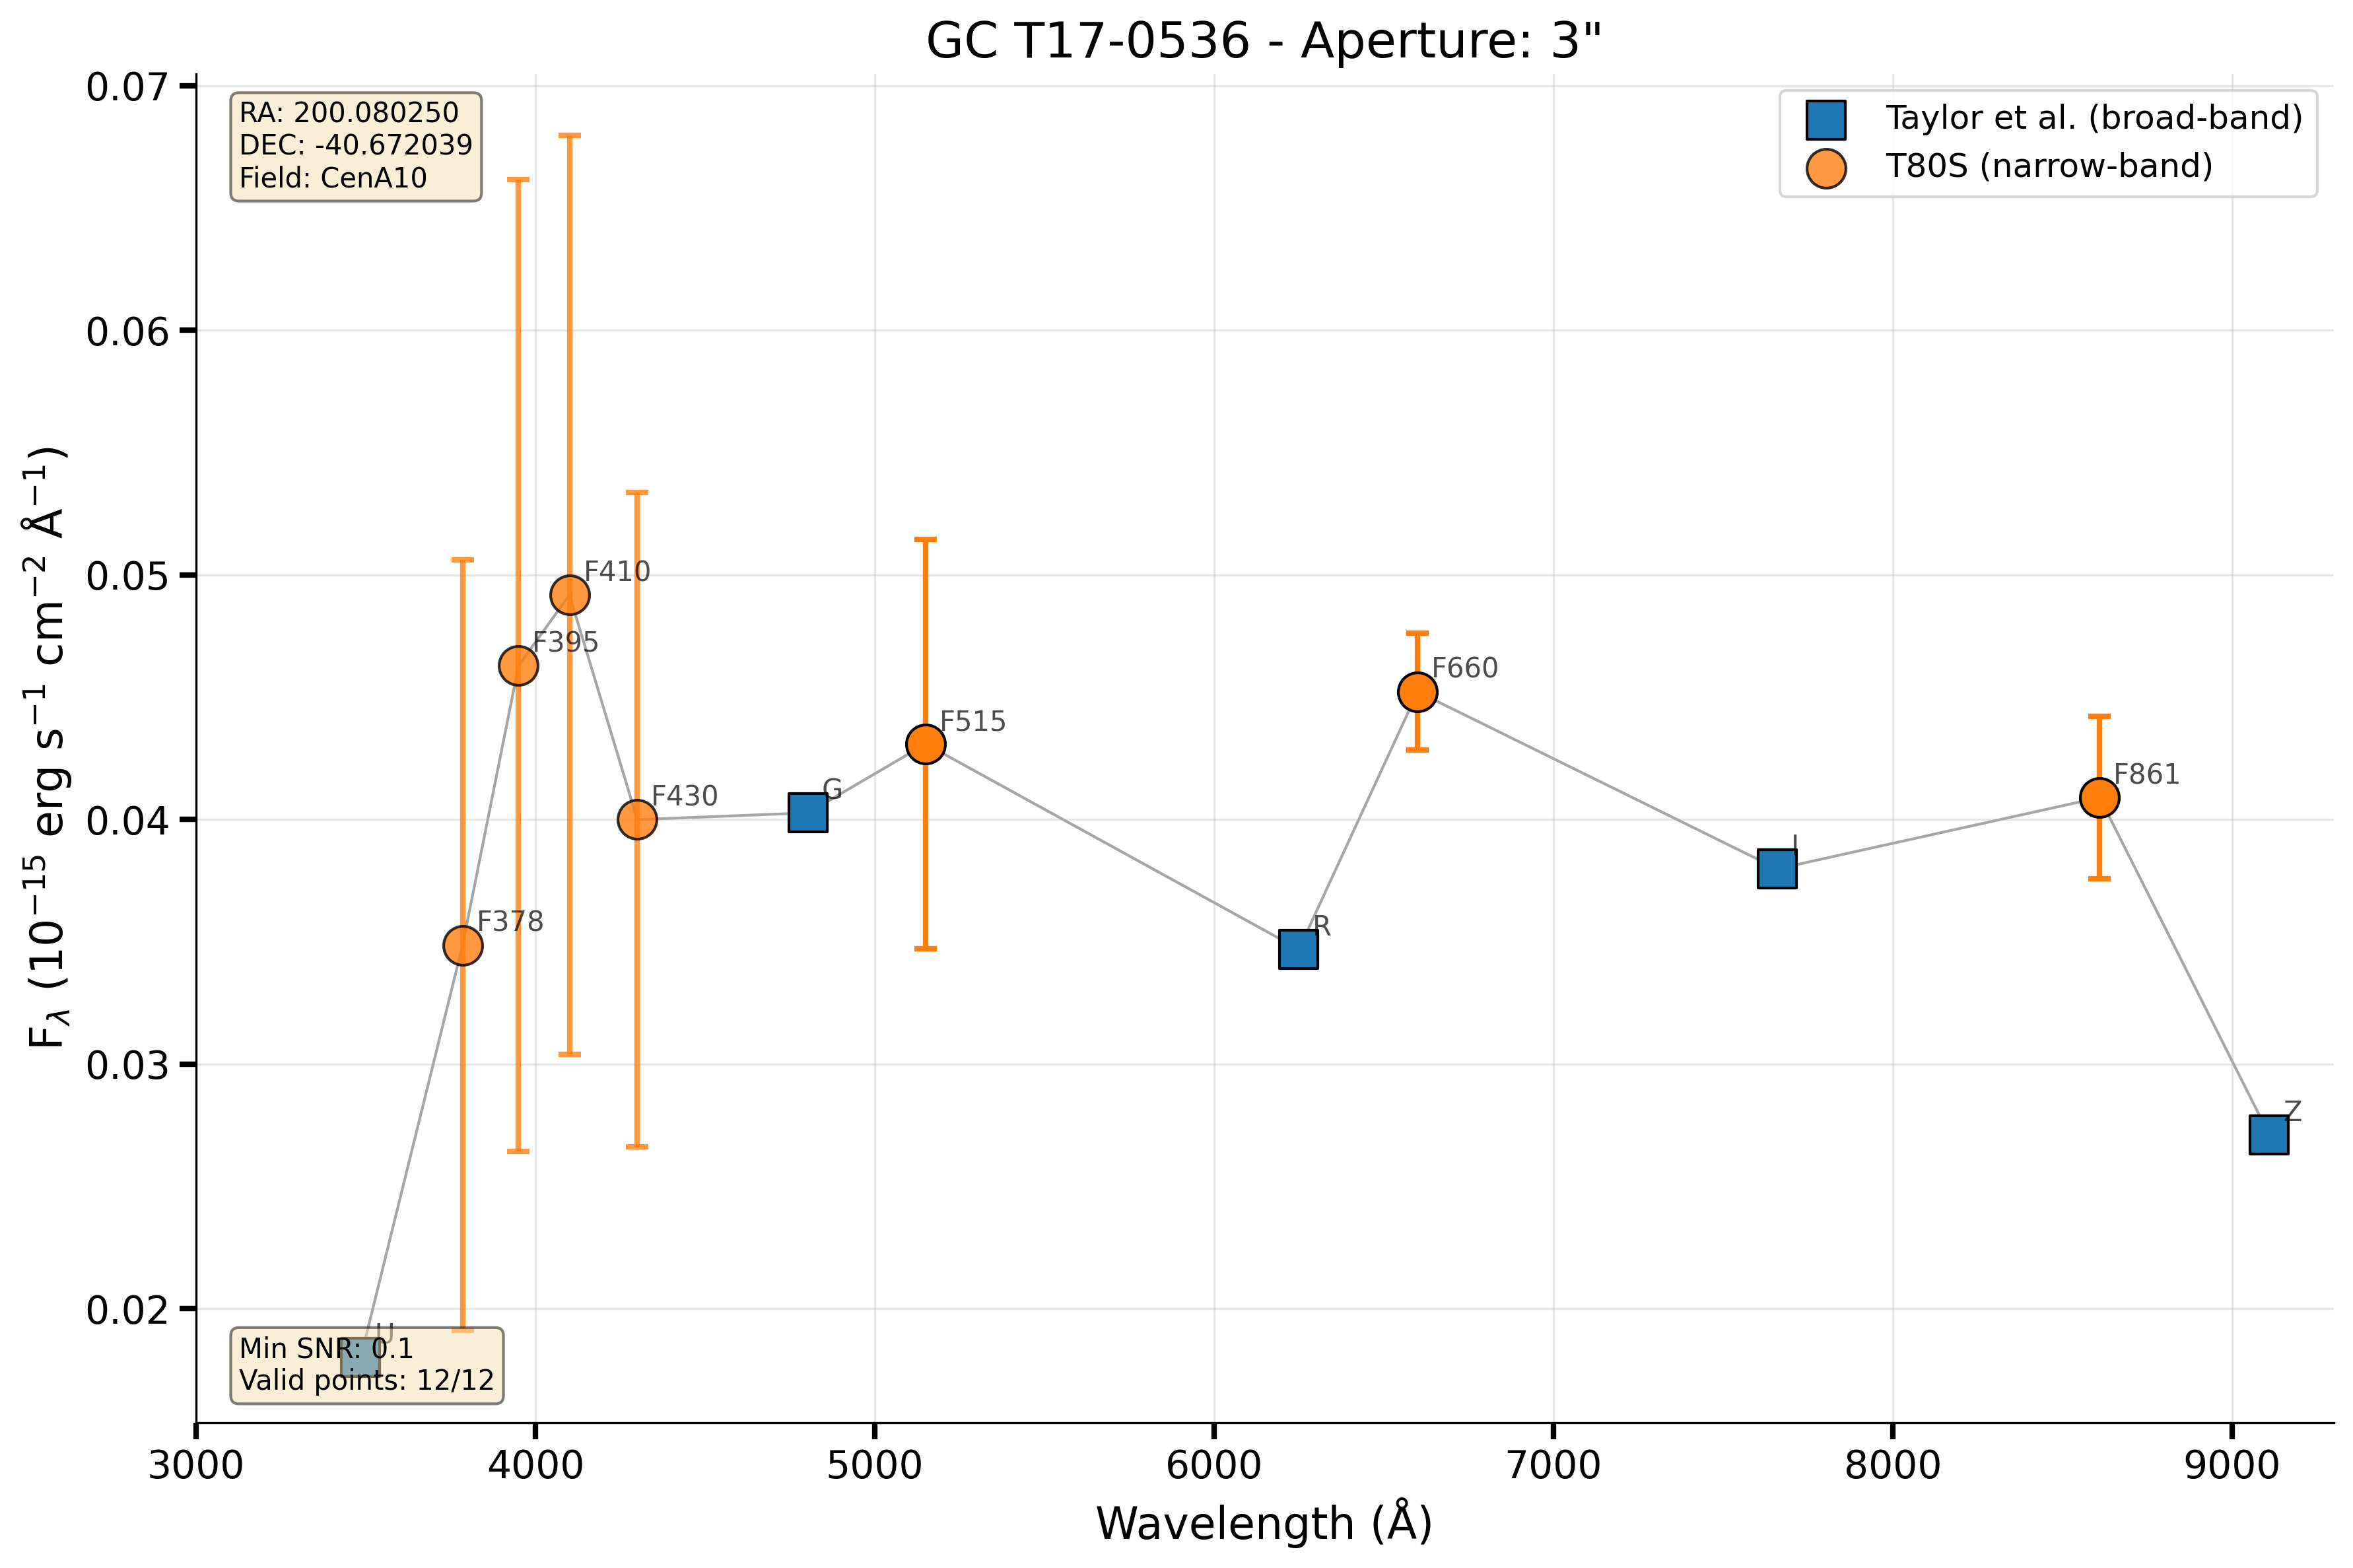 GC T17-0536 - Aperture: 3"
RA: 200.080250
DEC: -40.672039
Field: CenA10
Taylor et al. (broad-band)
T80S (narrow-band)
0.07
0.06
0.05
0.04
0.03
0.02
F410
F395
F660
F515
F861
F430
G
I
F378
R
Z
U
Min SNR: 0.1
Valid points: 12/12
3000 4000 5000 6000 7000 8000 9000
Wavelength (Å)
Fλ (10⁻¹⁵ erg s⁻¹ cm⁻² Å⁻¹)